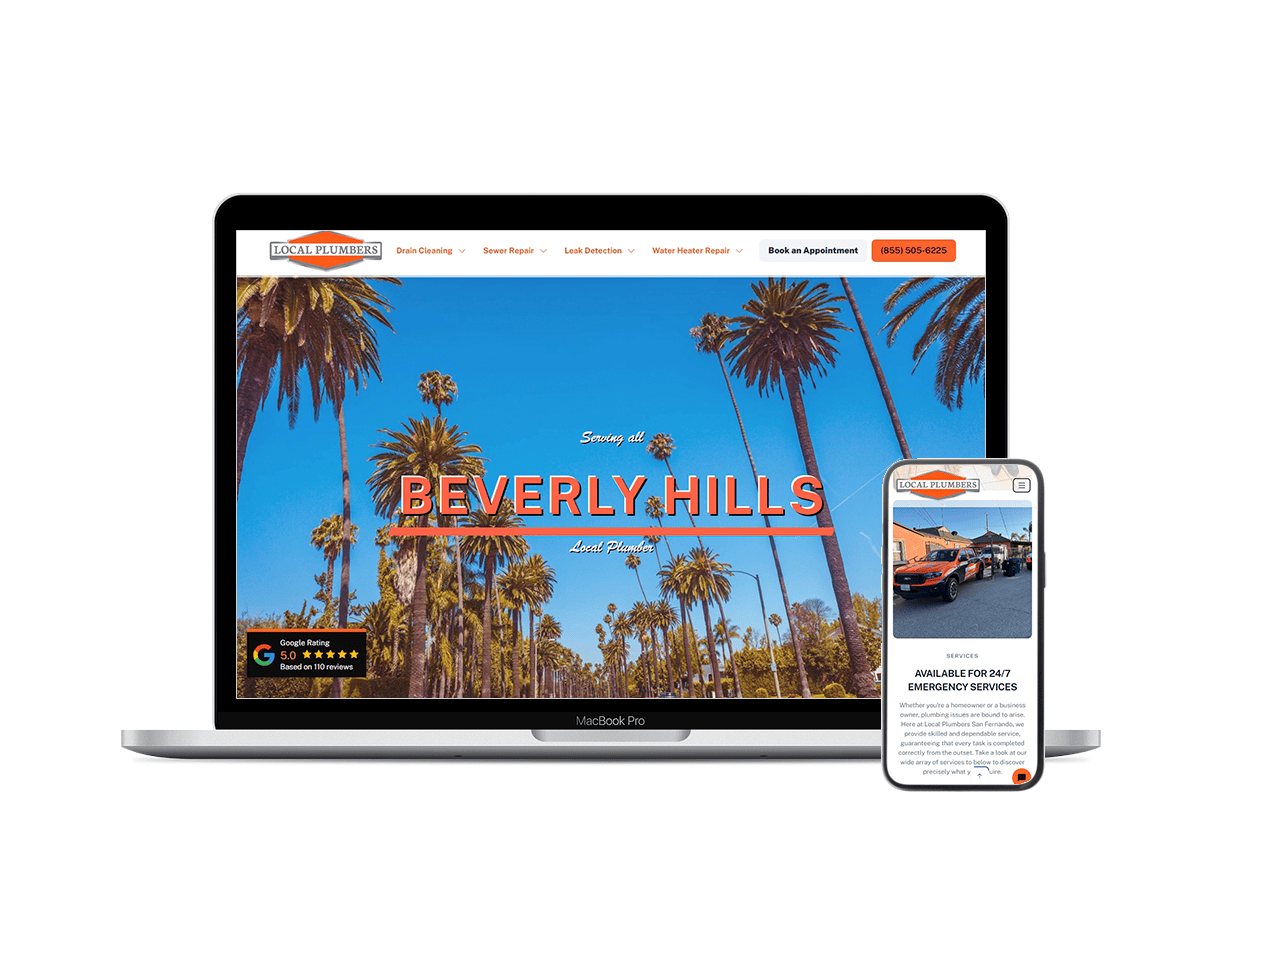 LOCAL PLUMBERS
Drain Cleaning
Sewer Repair
Leak Detection
Water Heater Repair
Book an Appointment
(855) 505-6225
Serving all
BEVERLY HILLS
Local Plumber
Google Rating
5.0
Based on 110 reviews
MacBook Pro
LOCAL PLUMBERS
SERVICES
AVAILABLE FOR 24/7
EMERGENCY SERVICES
Whether you're a homeowner or a business
owner, plumbing issues are bound to arise.
Here at Local Plumbers San Fernando, we
provide skilled and dependable service,
guaranteeing that every task is completed
correctly from the outset. Take a look at our
wide array of services to below to discover
precisely what